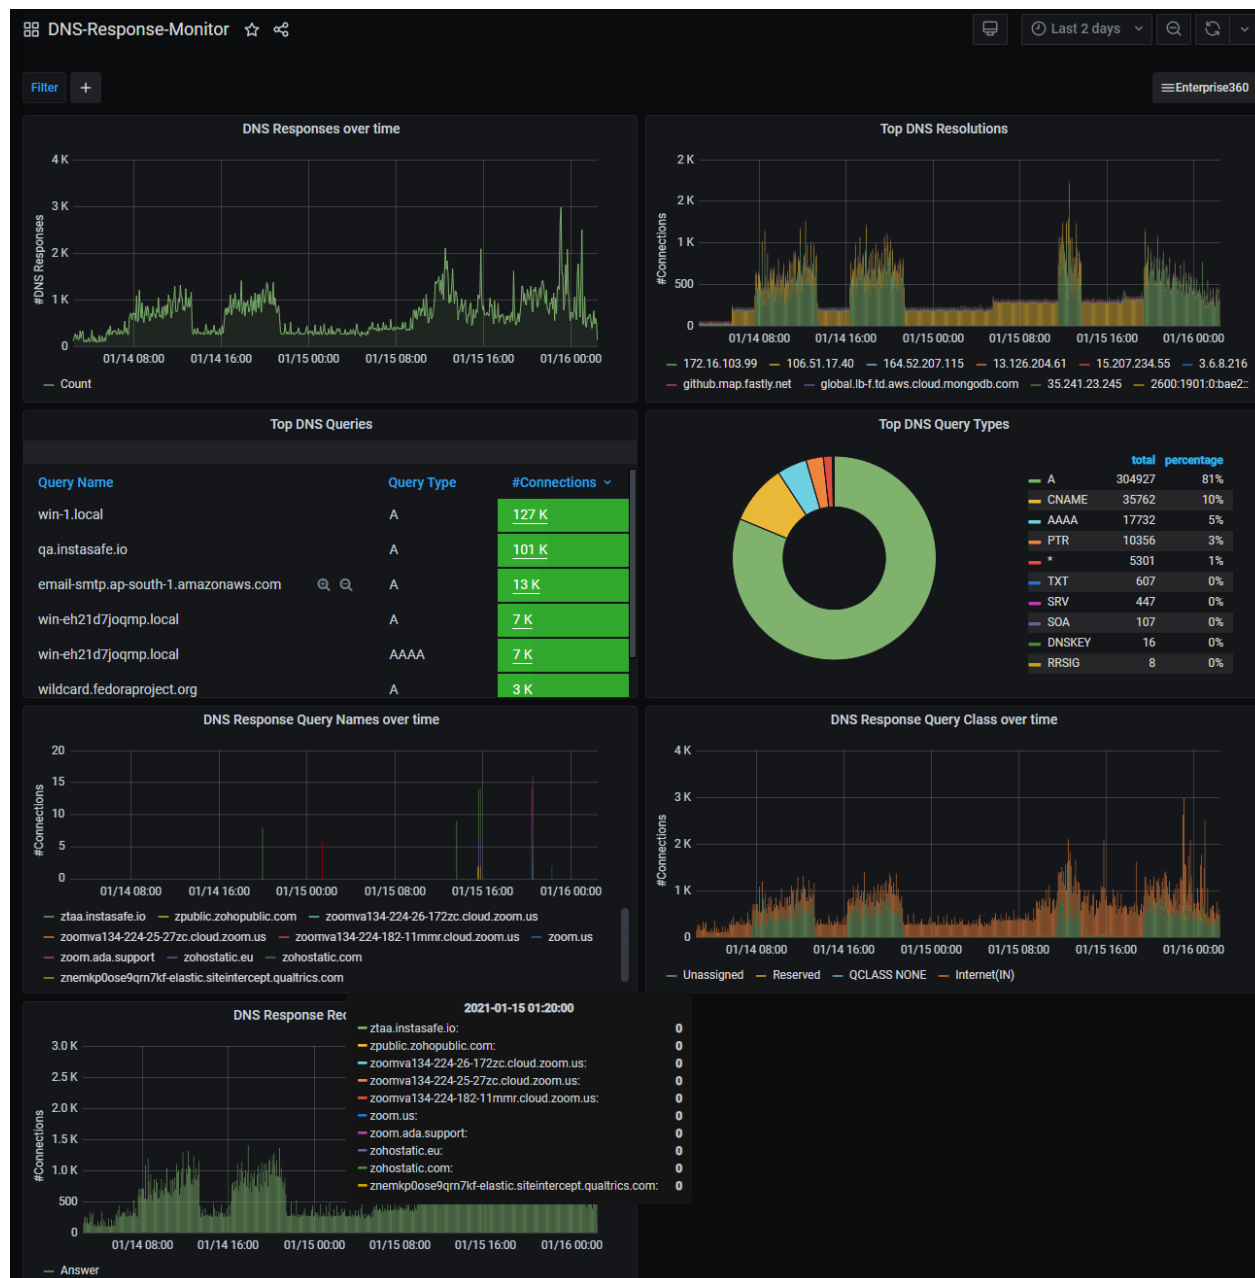 DNS-Response-Monitor
Last 2 days
Filter
+
Enterprise360
DNS Responses over time
4 K
3 K
2 K
1 K
0
#DNS Responses
01/14 08:00 01/14 16:00 01/15 00:00 01/15 08:00 01/15 16:00 01/16 00:00
Count
Top DNS Resolutions
2 K
2 K
1 K
500
0
#Connections
01/14 08:00 01/14 16:00 01/15 00:00 01/15 08:00 01/15 16:00 01/16 00:00
172.16.103.99 106.51.17.40 164.52.207.115 13.126.204.61 15.207.234.55 3.6.8.216
github.map.fastly.net global.lb-f.td.aws.cloud.mongodb.com 35.241.23.245 2600:1901:0:bae2::
Top DNS Queries
Query Name Query Type #Connections
win-1.local A 127 K
qa.instasafe.io A 101 K
email-smtp.ap-south-1.amazonaws.com A 13 K
win-eh21d7joqmp.local A 7 K
win-eh21d7joqmp.local AAAA 7 K
wildcard.fedoraproject.org A 3 K
Top DNS Query Types
total percentage
A 304927 81%
CNAME 35762 10%
AAAA 17732 5%
PTR 10356 3%
* 5301 1%
TXT 607 0%
SRV 447 0%
SOA 107 0%
DNSKEY 16 0%
RRSIG 8 0%
DNS Response Query Names over time
20
15
10
5
0
#Connections
01/14 08:00 01/14 16:00 01/15 00:00 01/15 08:00 01/15 16:00 01/16 00:00
ztaa.instasafe.io zpublic.zohopublic.com zoomva134-224-26-172zc.cloud.zoom.us
zoomva134-224-25-27zc.cloud.zoom.us zoomva134-224-182-11mmr.cloud.zoom.us zoom.us
zoom.ada.support zohostatic.eu zohostatic.com
znemkp0ose9qrn7kf-elastic.siteintercept.qualtrics.com
DNS Response Query Class over time
4 K
3 K
2 K
1 K
0
#Connections
01/14 08:00 01/14 16:00 01/15 00:00 01/15 08:00 01/15 16:00 01/16 00:00
Unassigned Reserved QCLASS NONE Internet(IN)
DNS Response Rec
3.0 K
2.5 K
2.0 K
1.5 K
1.0 K
500
0
#Connections
01/14 08:00 01/14 16:00 01/15 00:00 01/15 08:00 01/15 16:00 01/16 00:00
Answer
2021-01-15 01:20:00
ztaa.instasafe.io: 0
zpublic.zohopublic.com: 0
zoomva134-224-26-172zc.cloud.zoom.us: 0
zoomva134-224-25-27zc.cloud.zoom.us: 0
zoomva134-224-182-11mmr.cloud.zoom.us: 0
zoom.us: 0
zoom.ada.support: 0
zohostatic.eu: 0
zohostatic.com: 0
znemkp0ose9qrn7kf-elastic.siteintercept.qualtrics.com: 0